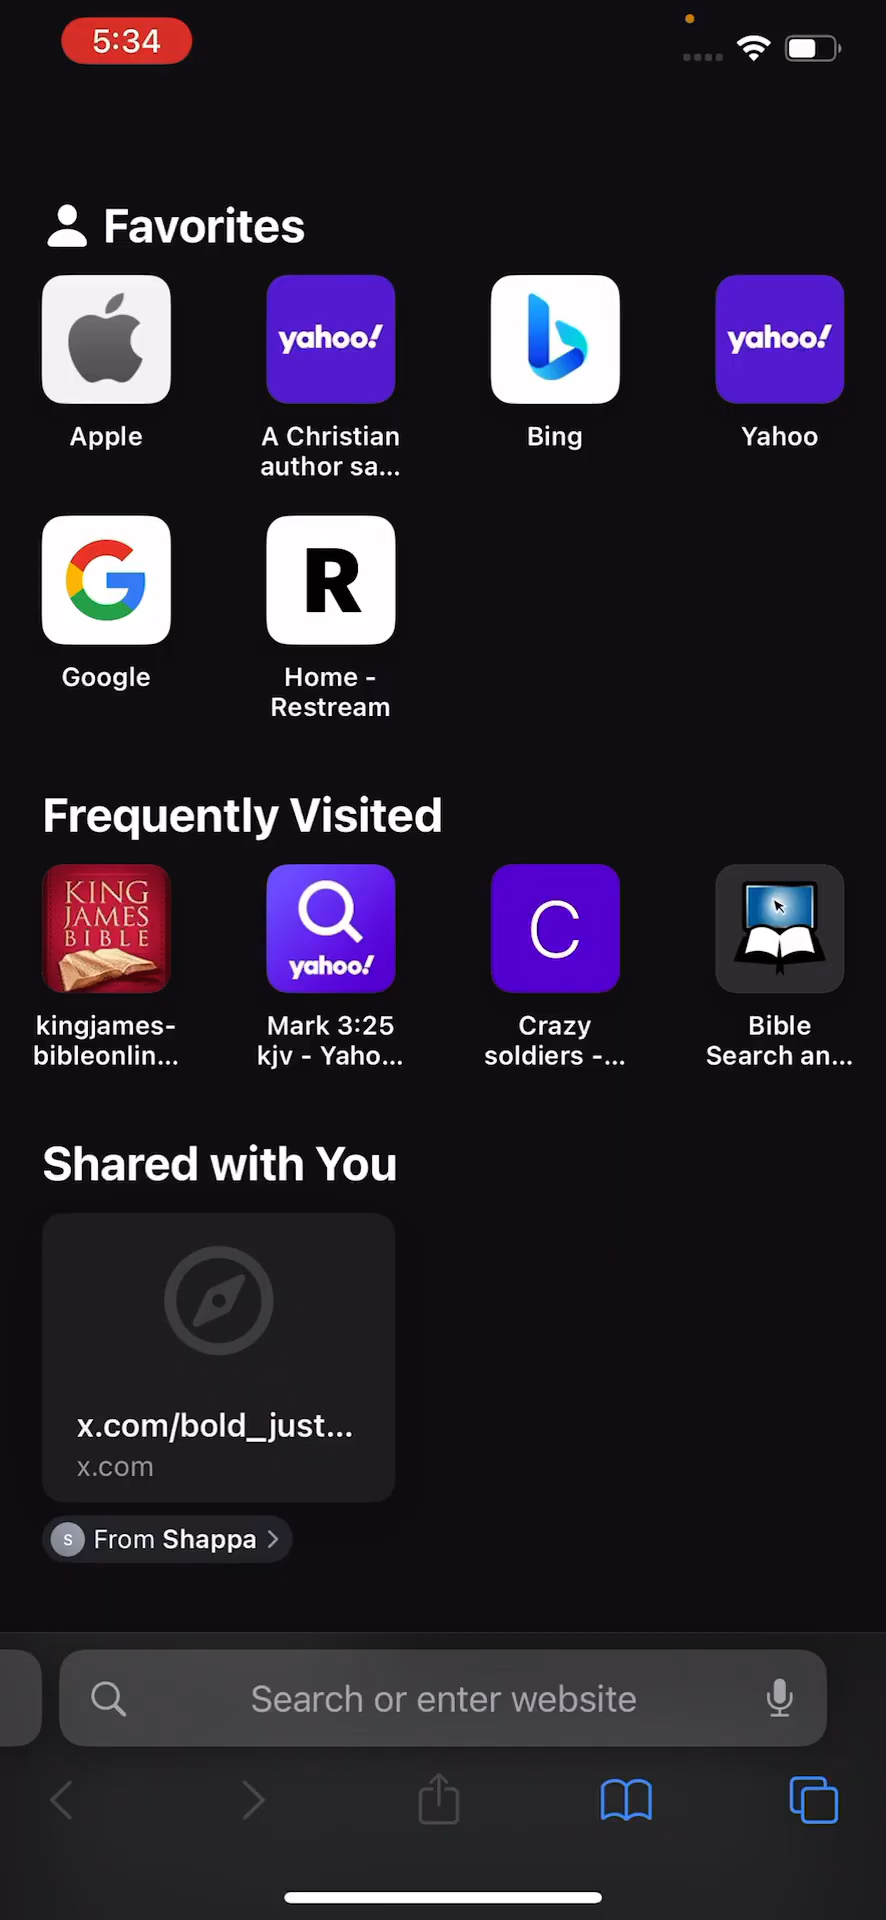 5:34
Favorites
yahoo!
yahoo!
Apple
A Christian
author sa...
Bing
Yahoo
G
R
Google
Home -
Restream
Frequently Visited
KING
JAMES
BIBLE
yahoo!
C
kingjames-
bibleonlin...
Mark 3:25
kjv - Yaho...
Crazy
soldiers -...
Bible
Search an...
Shared with You
x.com/bold_just...
x.com
S From Shappa >
Search or enter website